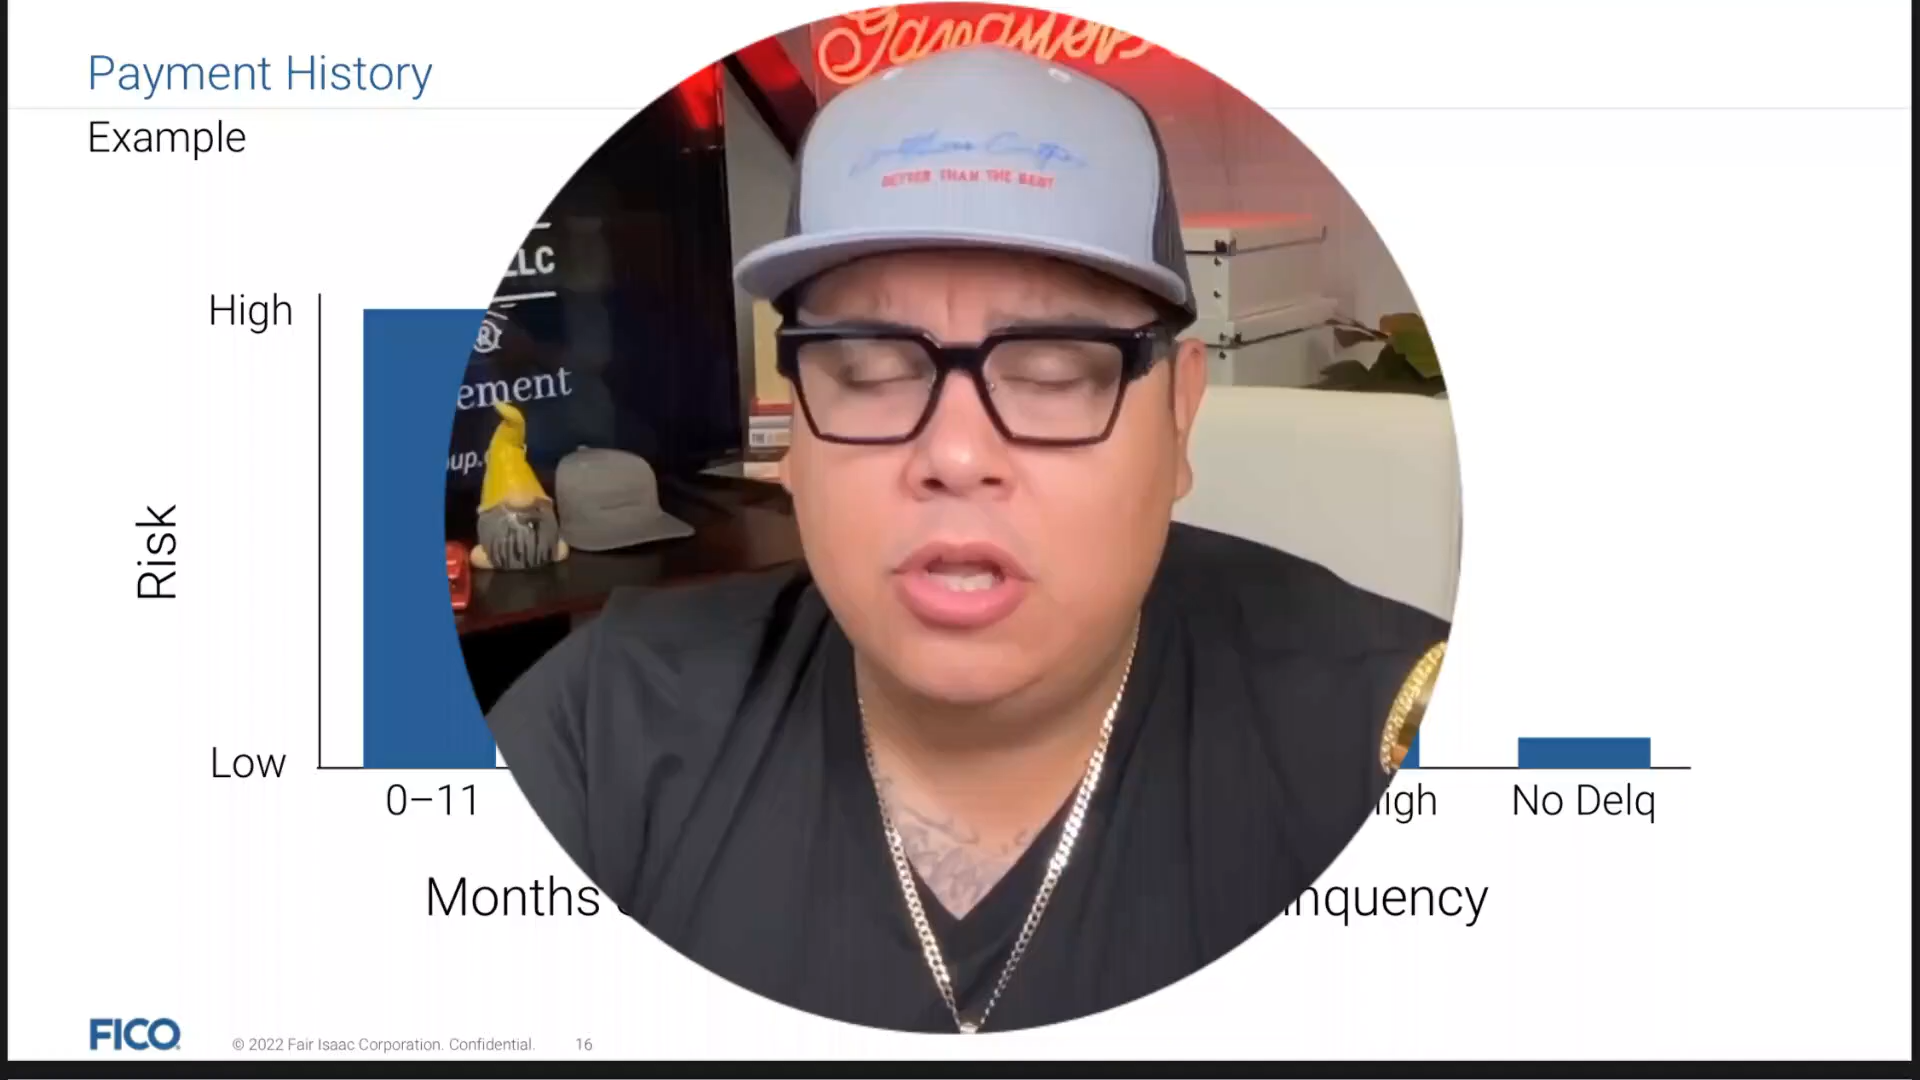 Payment History
Example
BETTER THAN THE BEST
LLC
High
®
ement
up.
Risk
Low
0–11
igh
No Delq
Months
nquency
FICO
© 2022 Fair Isaac Corporation. Confidential.
16